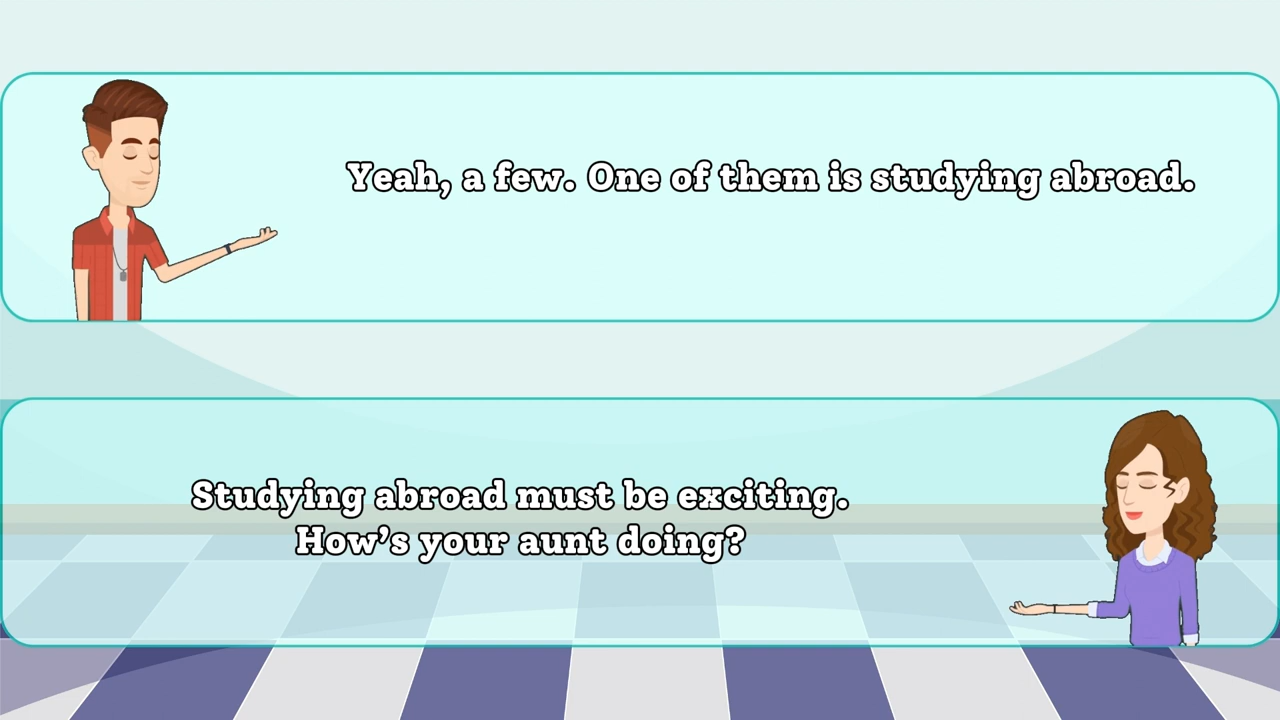 Yeah, a few. One of them is studying abroad.
Studying abroad must be exciting.
How's your aunt doing?